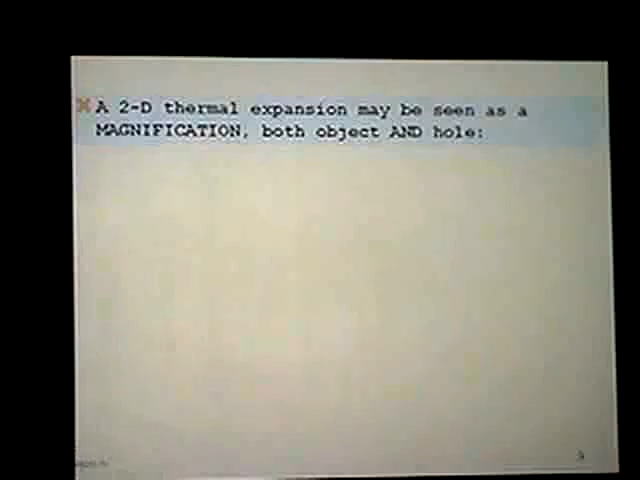 A 2-D thermal expansion may be seen as a
MAGNIFICATION, both object AND hole: